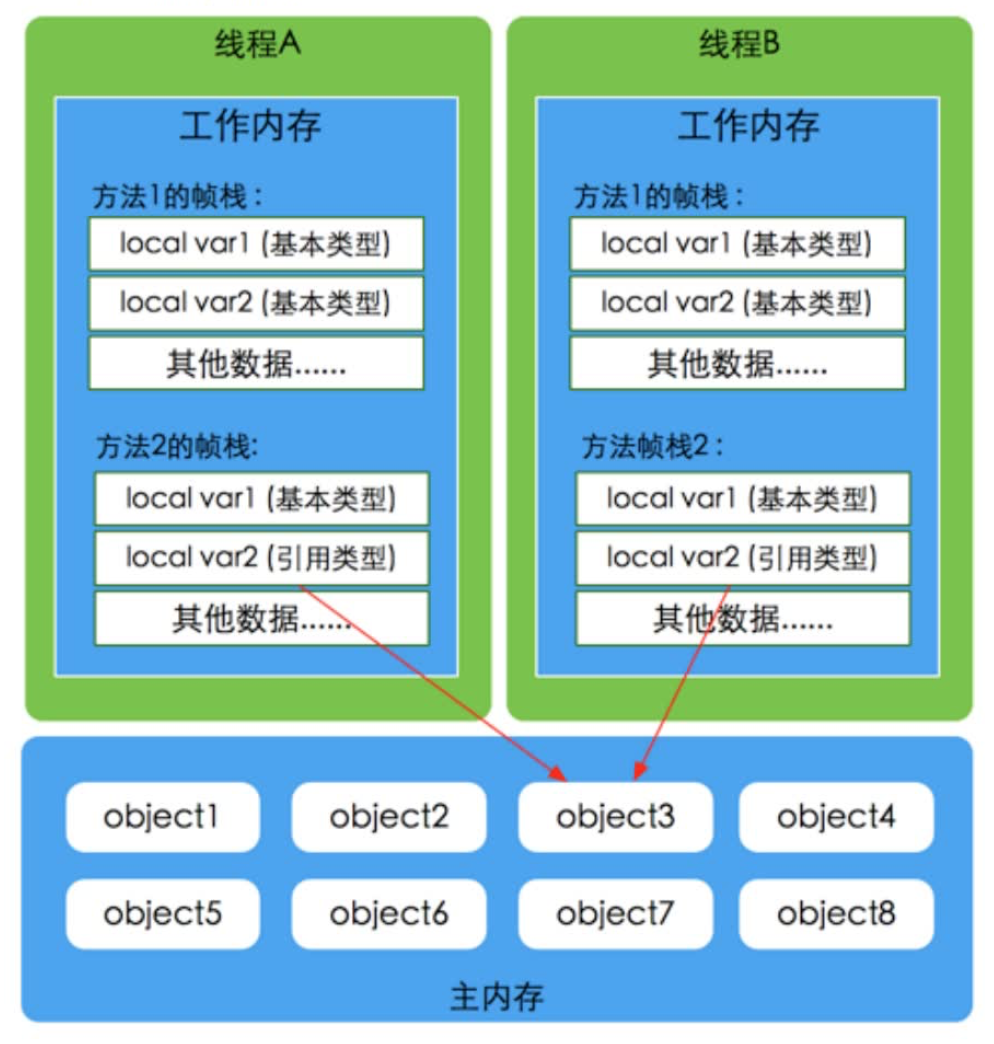 线程A
工作内存
方法1的帧栈：
local var1 (基本类型)
local var2 (基本类型)
其他数据......
方法2的帧栈:
local var1 (基本类型)
local var2 (引用类型)
其他数据......
线程B
工作内存
方法1的帧栈：
local var1 (基本类型)
local var2 (基本类型)
其他数据......
方法帧栈2：
local var1 (基本类型)
local var2 (引用类型)
其他数据......
object1 object2 object3 object4
object5 object6 object7 object8
主内存